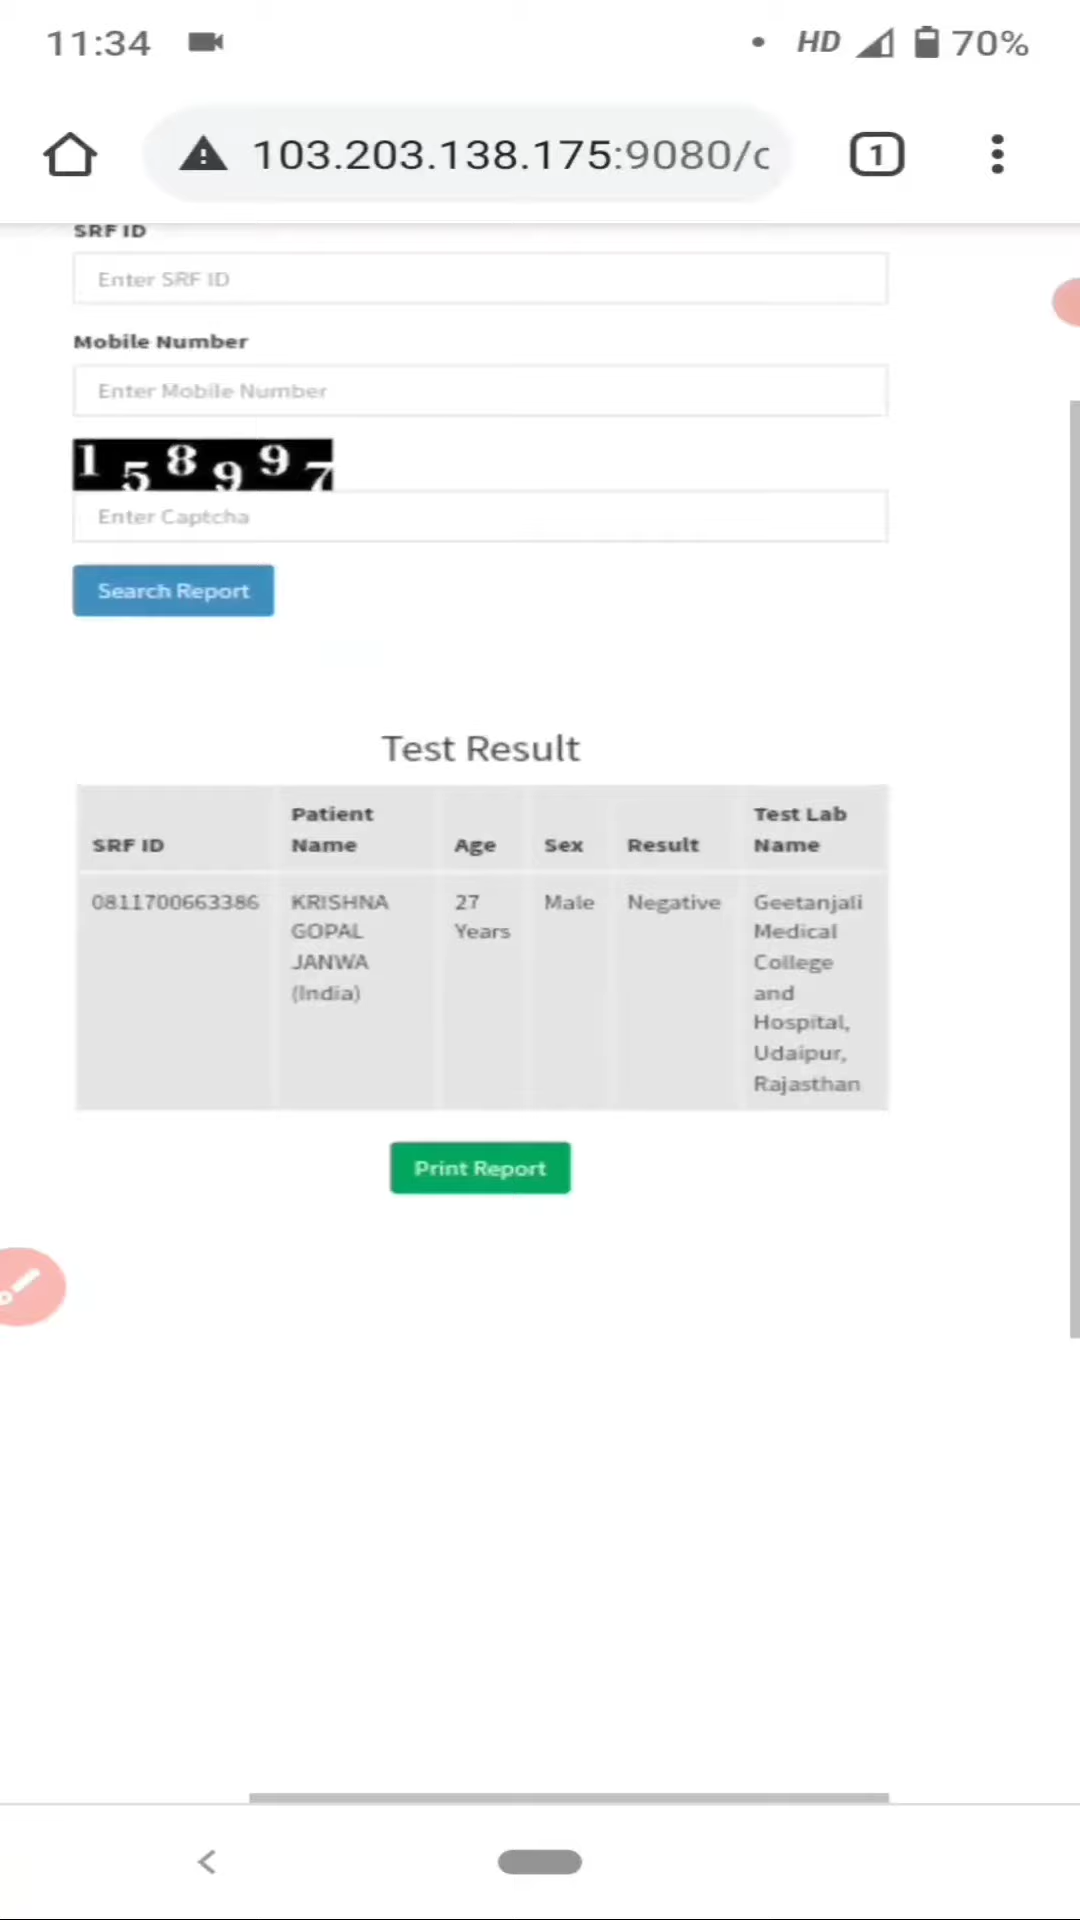 11:34
HD 70%
103.203.138.175:9080/c
1
SRF ID
Enter SRF ID
Mobile Number
Enter Mobile Number
158997
Enter Captcha
Search Report
Test Result
SRF ID Patient Name Age Sex Result Test Lab Name
0811700663386 KRISHNA 27 Male Negative Geetanjali
GOPAL Years Medical
JANWA College
(India) and
Hospital,
Udaipur,
Rajasthan
Print Report